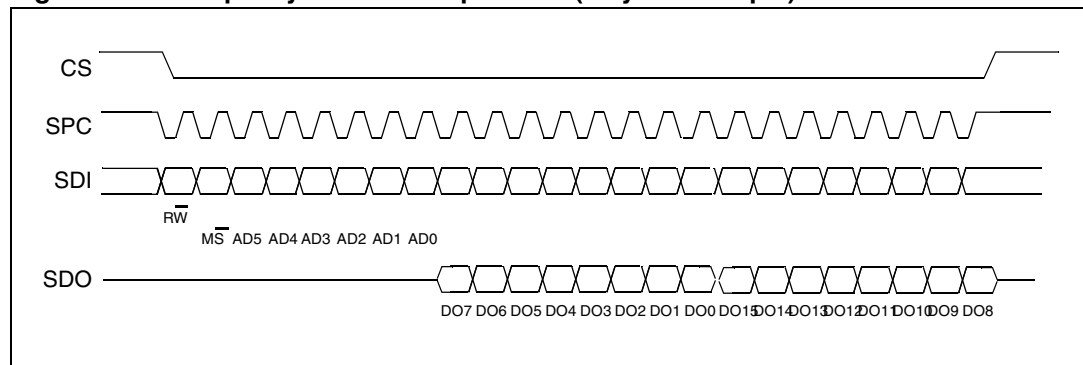 CS
SPC
SDI
RW
MS AD5 AD4 AD3 AD2 AD1 AD0
SDO
DO7 DO6 DO5 DO4 DO3 DO2 DO1 DO0 DO15 DO14 DO13 DO12 DO11 DO10 DO9 DO8